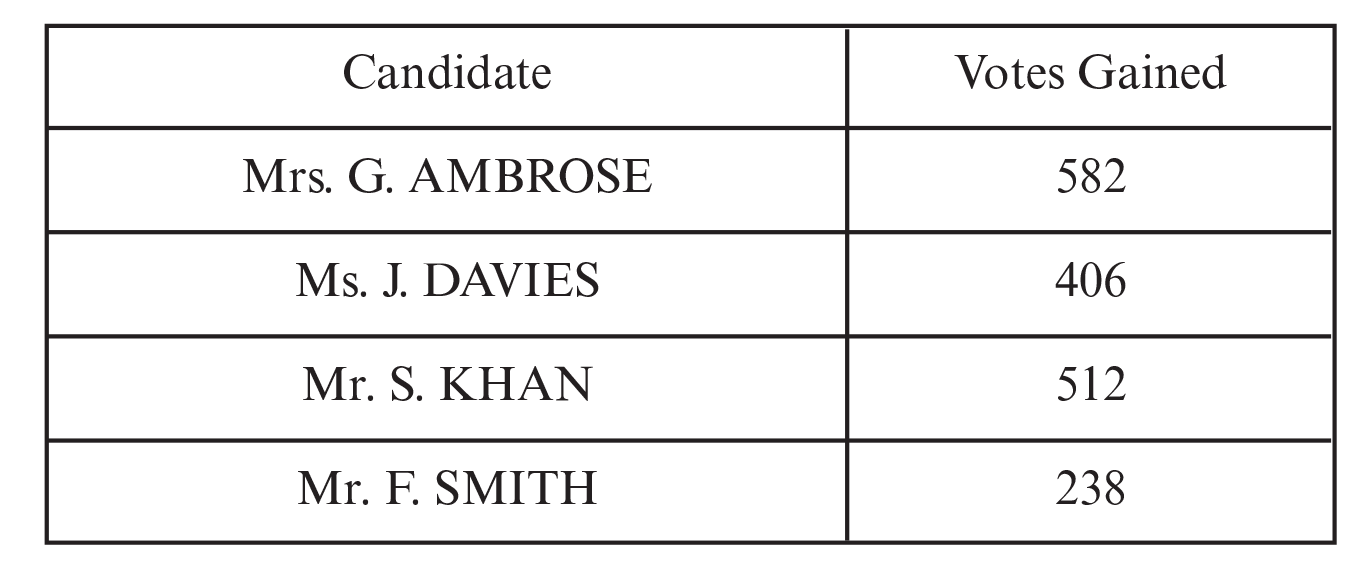 Candidate Votes Gained
Mrs. G. AMBROSE 582
Ms. J. DAVIES 406
Mr. S. KHAN 512
Mr. F. SMITH 238